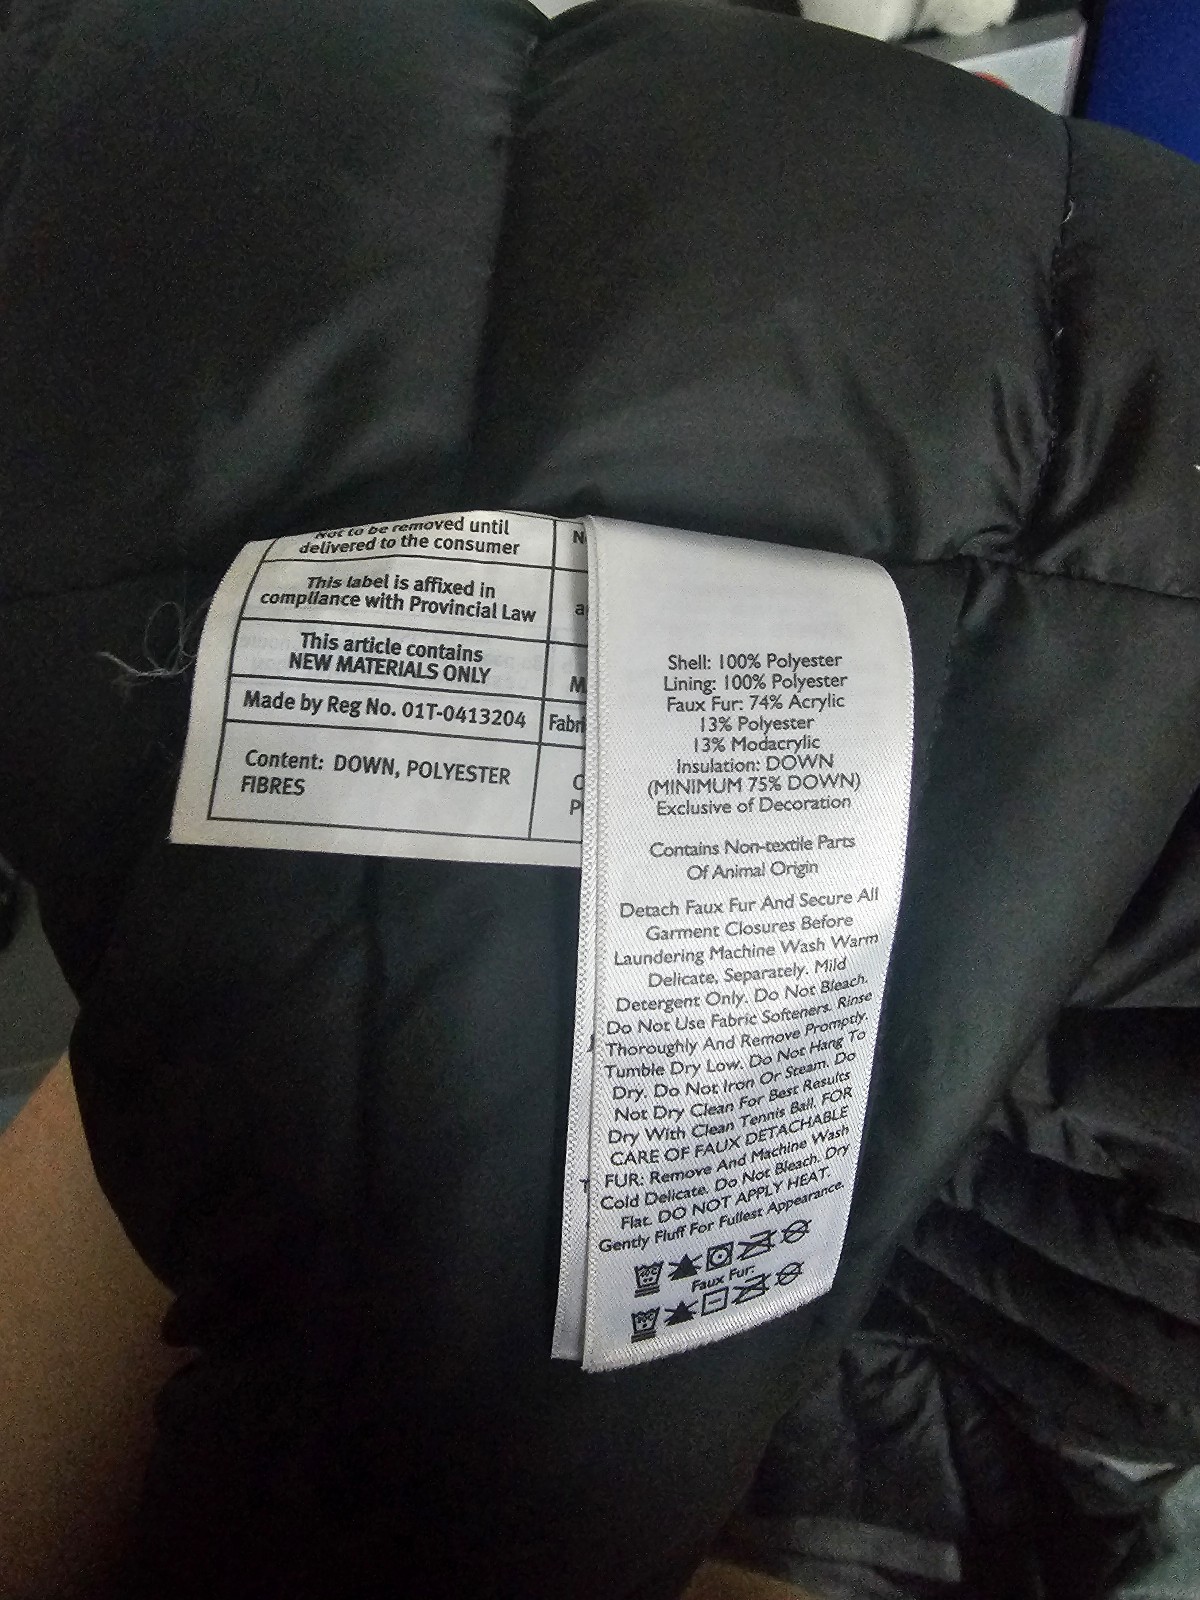 Not to be removed until
delivered to the consumer
This label is affixed in
compliance with Provincial Law
This article contains
NEW MATERIALS ONLY
Made by Reg No. 01T-0413204
Content: DOWN, POLYESTER
FIBRES
N
a
M
Fabri
P
Shell: 100% Polyester
Lining: 100% Polyester
Faux Fur: 74% Acrylic
13% Polyester
13% Modacrylic
Insulation: DOWN
(MINIMUM 75% DOWN)
Exclusive of Decoration
Contains Non-textile Parts
Of Animal Origin
Detach Faux Fur And Secure All
Garment Closures Before
Laundering Machine Wash Warm
Delicate, Separately. Mild
Detergent Only. Do Not Bleach.
Do Not Use Fabric Softeners. Rinse
Thoroughly And Remove Promptly.
Tumble Dry Low. Do Not Hang To
Dry. Do Not Iron Or Steam. Do
Not Dry Clean For Best Results
Dry With Clean Tennis Ball. FOR
CARE OF FAUX DETACHABLE
FUR: Remove And Machine Wash
Cold Delicate. Do Not Bleach. Dry
Flat. DO NOT APPLY HEAT.
Gently Fluff For Fullest Appearance.
Faux Fur: